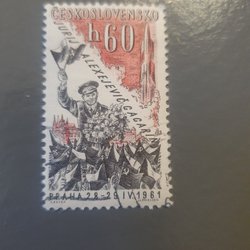 ČESKOSLOVENSKO
h 60
JURIJ ALEXEJEVIČ GAGARIN
PRAHA 28-29 IV 1961